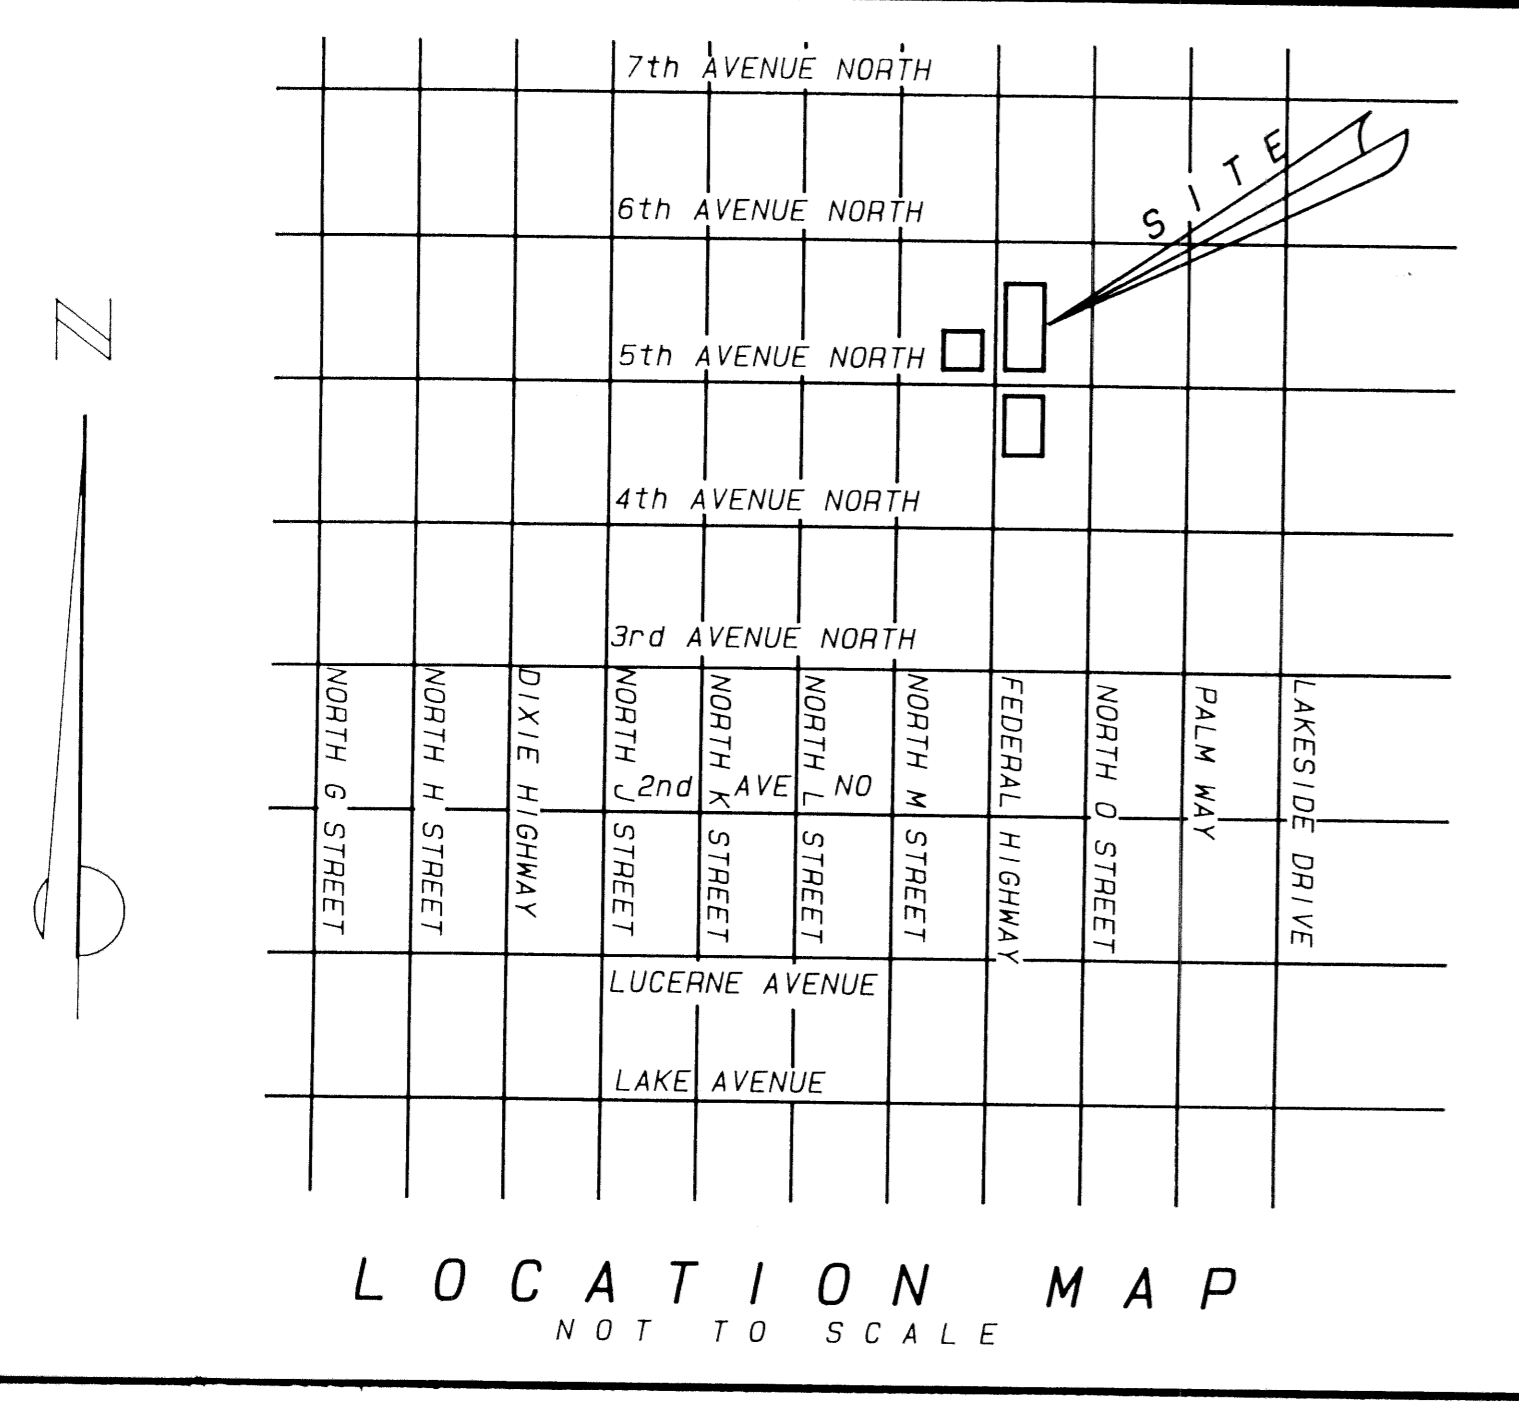 7th AVENUE NORTH
SITE
6th AVENUE NORTH
N
5th AVENUE NORTH
4th AVENUE NORTH
3rd AVENUE NORTH
NORTH G STREET
NORTH H STREET
DIXIE HIGHWAY
NORTH J STREET
NORTH K STREET
NORTH L STREET
NORTH M STREET
FEDERAL HIGHWAY
NORTH O STREET
PALM WAY
LAKESIDE DRIVE
2nd AVE NO
LUCERNE AVENUE
LAKE AVENUE
LOCATION MAP
NOT TO SCALE